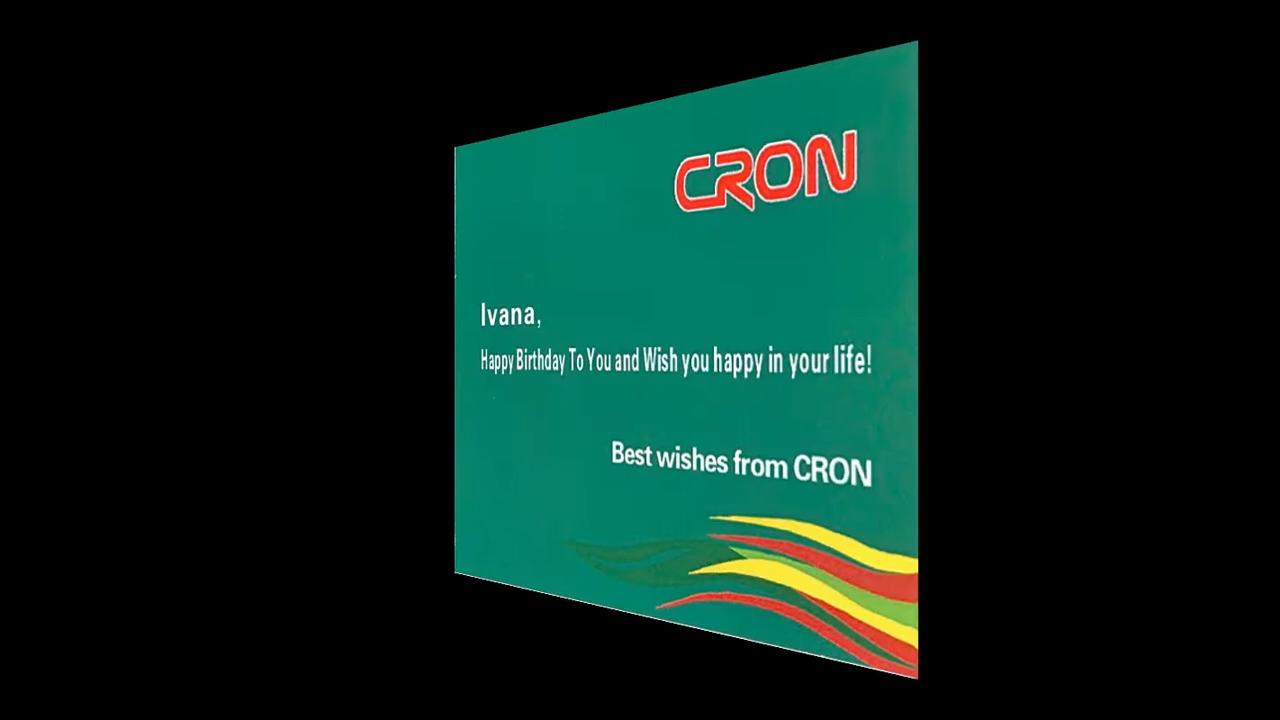 CRON
Ivana,
Happy Birthday To You and Wish you happy in your life!
Best wishes from CRON